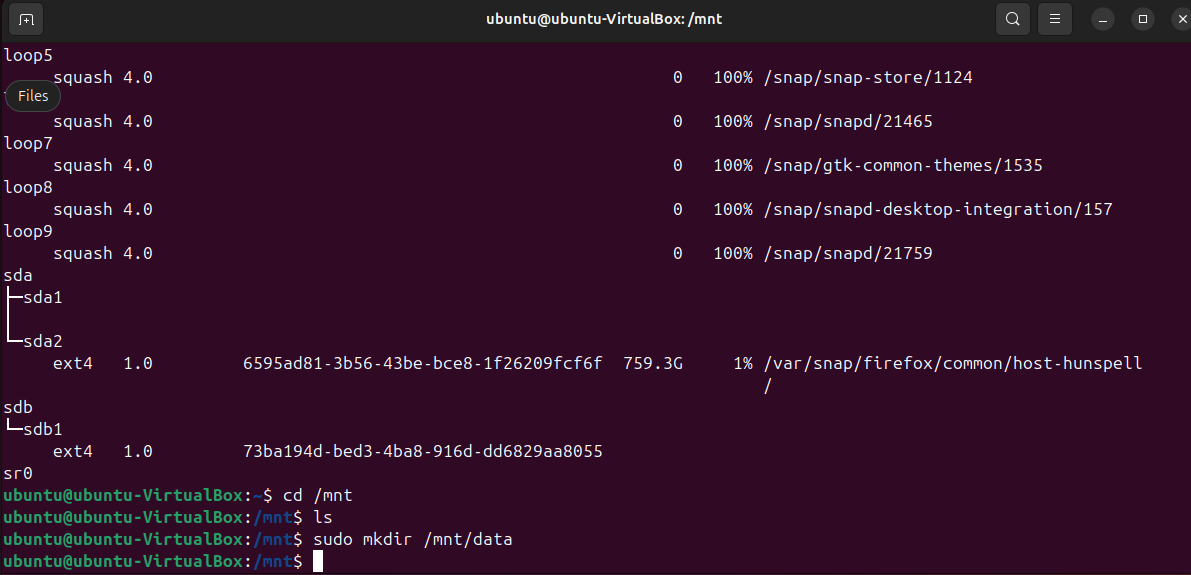 ubuntu@ubuntu-VirtualBox: /mnt
loop5
squash 4.0 0 100% /snap/snap-store/1124
Files
squash 4.0 0 100% /snap/snapd/21465
loop7
squash 4.0 0 100% /snap/gtk-common-themes/1535
loop8
squash 4.0 0 100% /snap/snapd-desktop-integration/157
loop9
squash 4.0 0 100% /snap/snapd/21759
sda
├─sda1
└─sda2
ext4 1.0 6595ad81-3b56-43be-bce8-1f26209fcf6f 759.3G 1% /var/snap/firefox/common/host-hunspell
/
sdb
└─sdb1
ext4 1.0 73ba194d-bed3-4ba8-916d-dd6829aa8055
sr0
ubuntu@ubuntu-VirtualBox:~$ cd /mnt
ubuntu@ubuntu-VirtualBox:/mnt$ ls
ubuntu@ubuntu-VirtualBox:/mnt$ sudo mkdir /mnt/data
ubuntu@ubuntu-VirtualBox:/mnt$